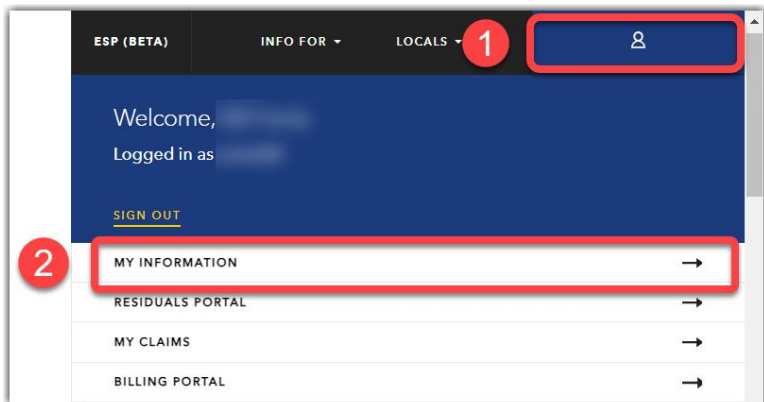 ESP (BETA) INFO FOR LOCALS 1
Welcome,
Logged in as
SIGN OUT
2 MY INFORMATION
RESIDUALS PORTAL
MY CLAIMS
BILLING PORTAL